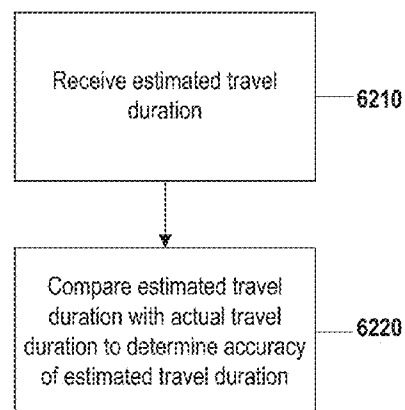 Receive estimated travel
duration
6210
Compare estimated travel
duration with actual travel
duration to determine accuracy
of estimated travel duration
6220